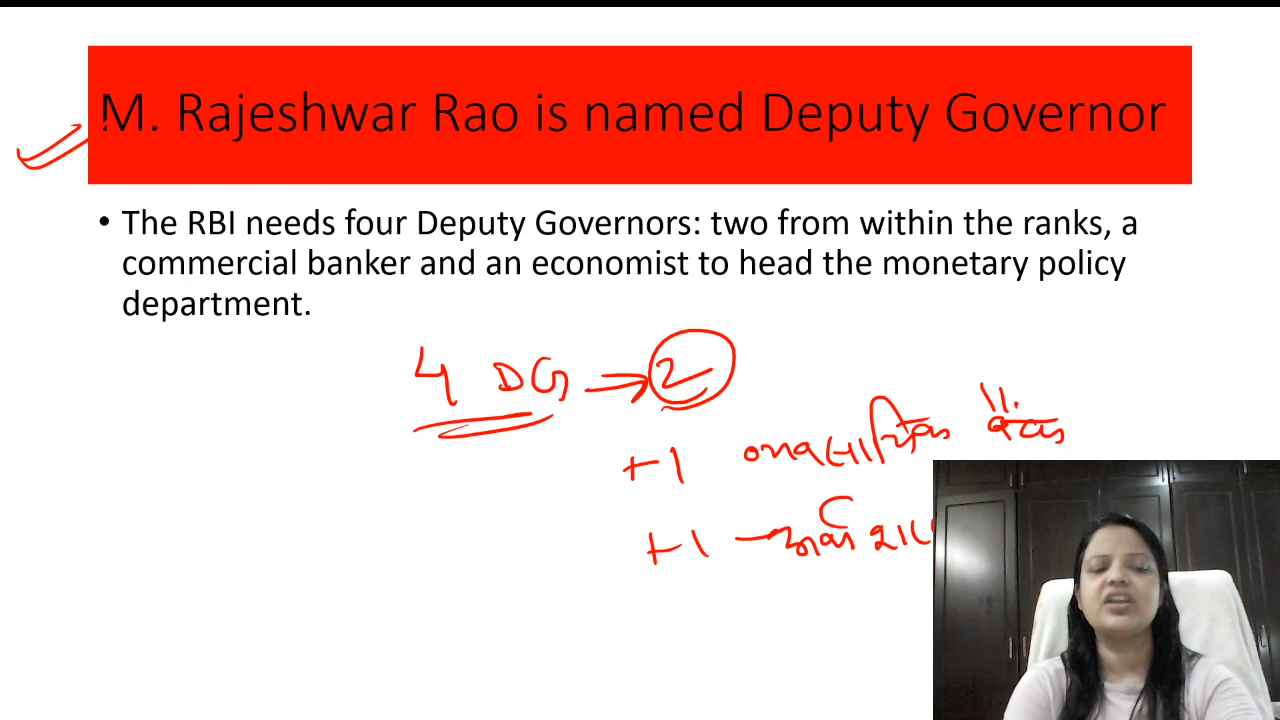 M. Rajeshwar Rao is named Deputy Governor
• The RBI needs four Deputy Governors: two from within the ranks, a
commercial banker and an economist to head the monetary policy
department.
4 DG → 2
+1
+1